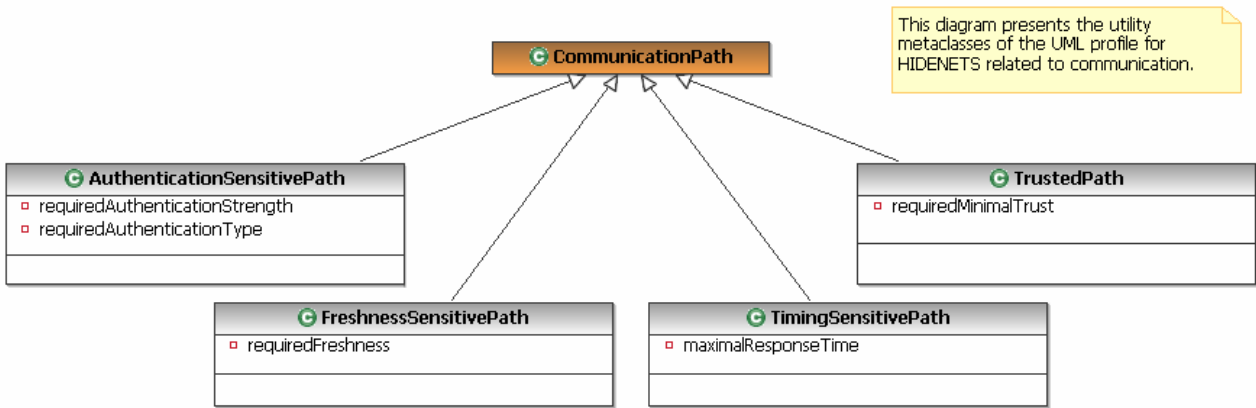 This diagram presents the utility
metaclasses of the UML profile for
HIDENETS related to communication.
CommunicationPath
AuthenticationSensitivePath
requiredAuthenticationStrength
requiredAuthenticationType
TrustedPath
requiredMinimalTrust
FreshnessSensitivePath
requiredFreshness
TimingSensitivePath
maximalResponseTime